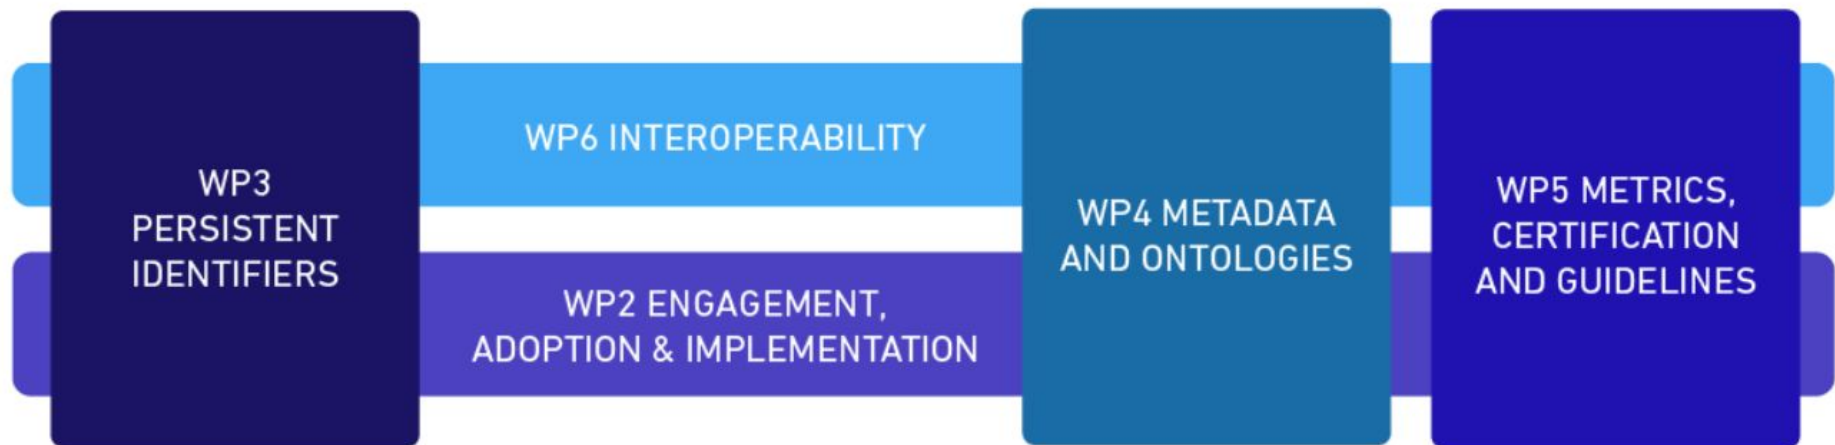 WP3
PERSISTENT
IDENTIFIERS
WP6 INTEROPERABILITY
WP2 ENGAGEMENT,
ADOPTION & IMPLEMENTATION
WP4 METADATA
AND ONTOLOGIES
WP5 METRICS,
CERTIFICATION
AND GUIDELINES